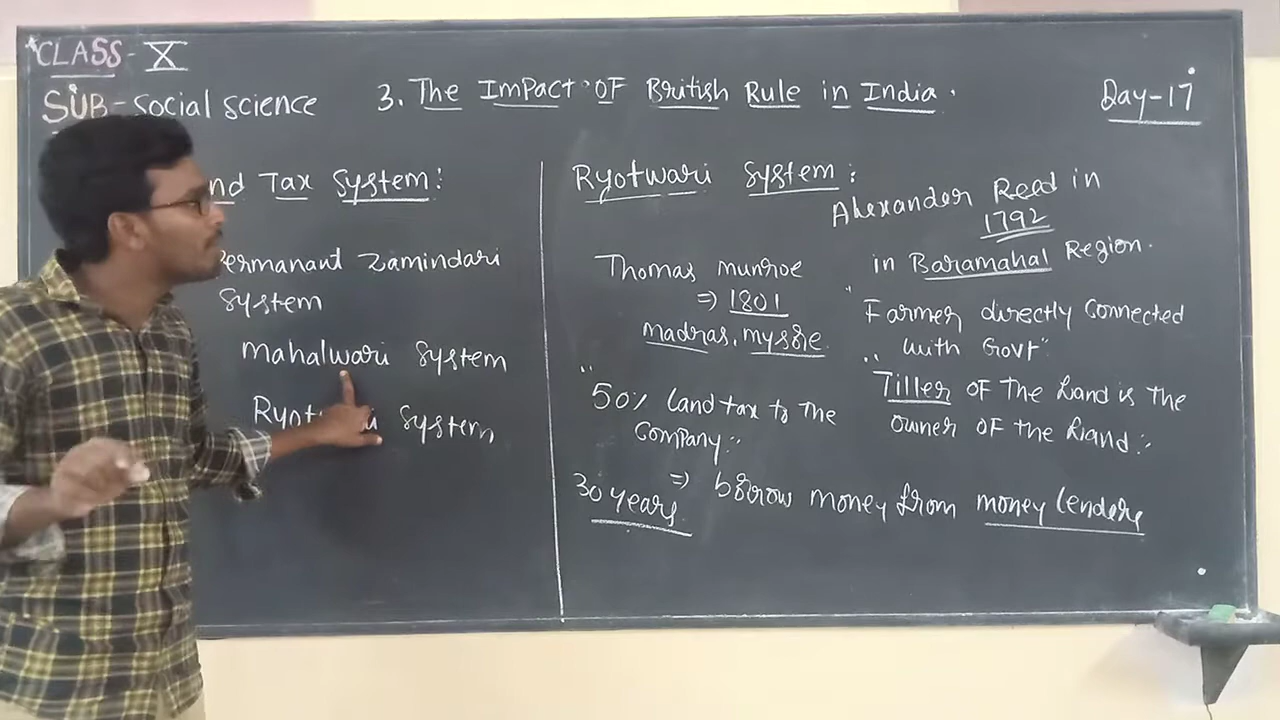 CLASS - X
SUB - Social science
3. The Impact OF British Rule in India.
Day-17
nd Tax System:
Permanant Zamindari
System
Mahalwari System
Ryot i System
Ryotwari System:
Alexander Reed in
1792
in Baramahal Region.
Thomas munroe
⇒ 1801
madras, mysore
"Farmer directly Connected
with Govt"
"Tiller OF The Land is the
owner OF the Land"
"50% Land tax to the
Company"
30 years ⇒ borrow money from money lenders